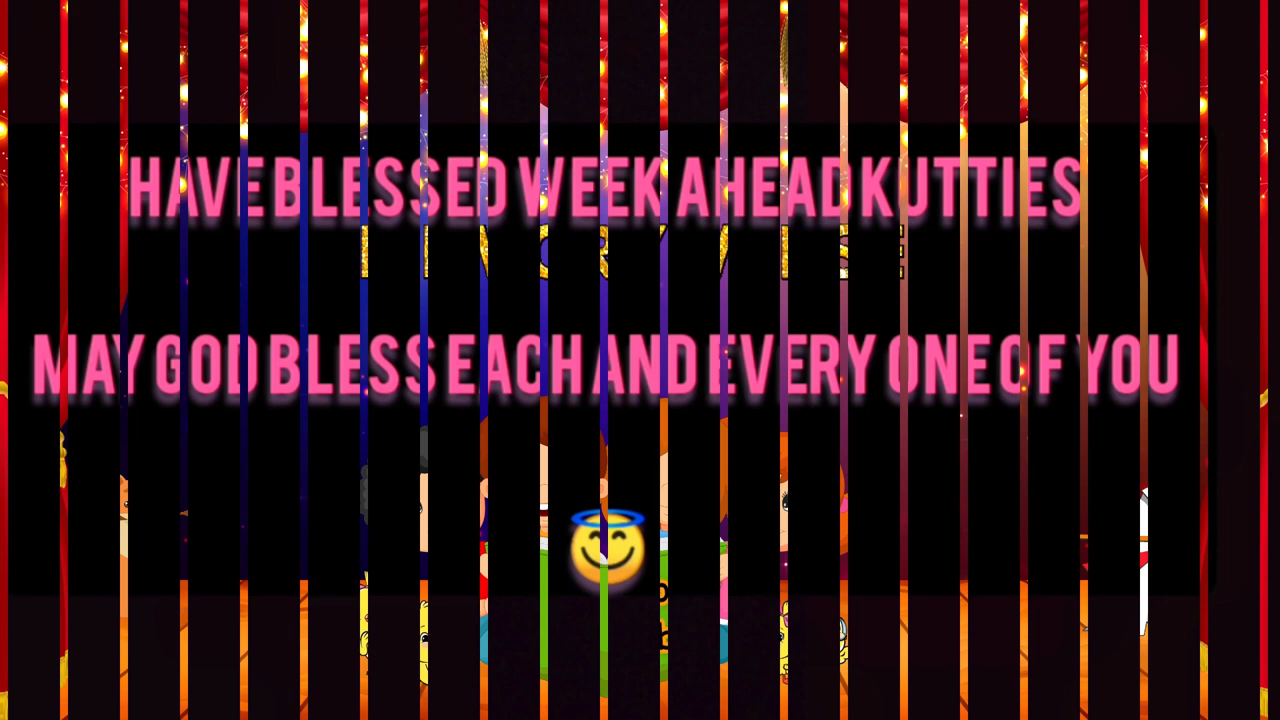 HAVE BLESSED WEEK AHEAD KUTTIES
MAY GOD BLESS EACH AND EVERY ONE OF YOU